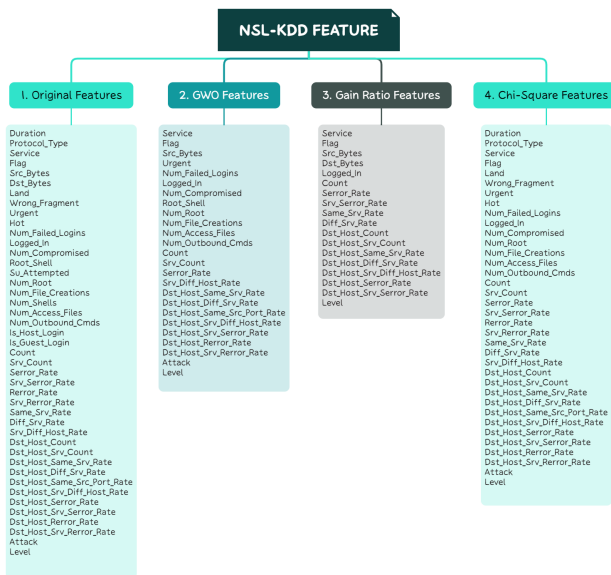 NSL-KDD FEATURE
1. Original Features
Duration
Protocol_Type
Service
Flag
Src_Bytes
Dst_Bytes
Land
Wrong_Fragment
Urgent
Hot
Num_Failed_Logins
Logged_In
Num_Compromised
Root_Shell
Su_Attempted
Num_Root
Num_File_Creations
Num_Shells
Num_Access_Files
Num_Outbound_Cmds
Is_Host_Login
Is_Guest_Login
Count
Srv_Count
Serror_Rate
Srv_Serror_Rate
Rerror_Rate
Srv_Rerror_Rate
Same_Srv_Rate
Diff_Srv_Rate
Srv_Diff_Host_Rate
Dst_Host_Count
Dst_Host_Srv_Count
Dst_Host_Same_Srv_Rate
Dst_Host_Diff_Srv_Rate
Dst_Host_Same_Src_Port_Rate
Dst_Host_Srv_Diff_Host_Rate
Dst_Host_Serror_Rate
Dst_Host_Srv_Serror_Rate
Dst_Host_Rerror_Rate
Dst_Host_Srv_Rerror_Rate
Attack
Level
2. GWO Features
Service
Flag
Src_Bytes
Urgent
Num_Failed_Logins
Logged_In
Num_Compromised
Root_Shell
Num_Root
Num_File_Creations
Num_Access_Files
Num_Outbound_Cmds
Count
Srv_Count
Serror_Rate
Srv_Diff_Host_Rate
Dst_Host_Same_Srv_Rate
Dst_Host_Diff_Srv_Rate
Dst_Host_Same_Src_Port_Rate
Dst_Host_Srv_Diff_Host_Rate
Dst_Host_Srv_Serror_Rate
Dst_Host_Rerror_Rate
Dst_Host_Srv_Rerror_Rate
Attack
Level
3. Gain Ratio Features
Service
Flag
Src_Bytes
Dst_Bytes
Logged_In
Count
Serror_Rate
Srv_Serror_Rate
Same_Srv_Rate
Diff_Srv_Rate
Dst_Host_Count
Dst_Host_Srv_Count
Dst_Host_Same_Srv_Rate
Dst_Host_Diff_Srv_Rate
Dst_Host_Srv_Diff_Host_Rate
Dst_Host_Serror_Rate
Dst_Host_Srv_Serror_Rate
Level
4. Chi-Square Features
Duration
Protocol_Type
Service
Flag
Land
Wrong_Fragment
Urgent
Hot
Num_Failed_Logins
Logged_In
Num_Compromised
Num_Root
Num_File_Creations
Num_Access_Files
Num_Outbound_Cmds
Count
Srv_Count
Serror_Rate
Srv_Serror_Rate
Rerror_Rate
Srv_Rerror_Rate
Same_Srv_Rate
Diff_Srv_Rate
Srv_Diff_Host_Rate
Dst_Host_Count
Dst_Host_Srv_Count
Dst_Host_Same_Srv_Rate
Dst_Host_Diff_Srv_Rate
Dst_Host_Same_Src_Port_Rate
Dst_Host_Srv_Diff_Host_Rate
Dst_Host_Serror_Rate
Dst_Host_Srv_Serror_Rate
Dst_Host_Rerror_Rate
Dst_Host_Srv_Rerror_Rate
Attack
Level